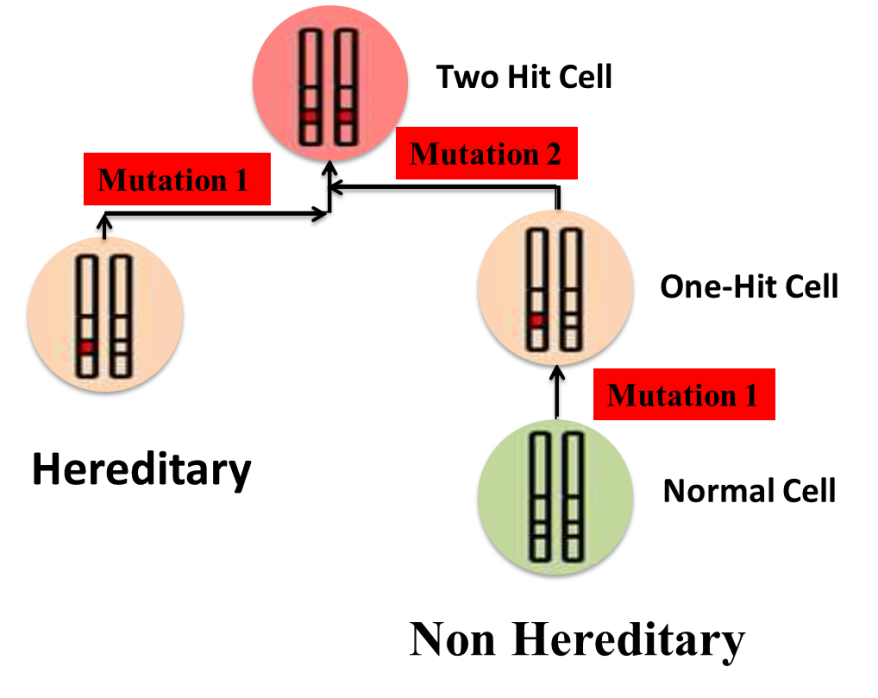 Two Hit Cell
Mutation 2
Mutation 1
One-Hit Cell
Mutation 1
Hereditary
Normal Cell
Non Hereditary